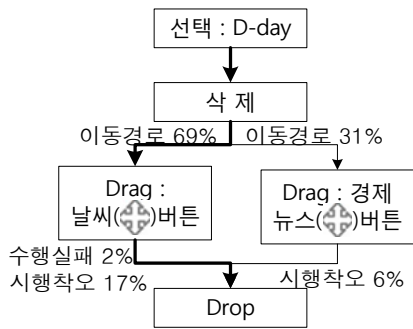 선택 : D-day
삭 제
이동경로 69% 이동경로 31%
Drag :
날씨( )버튼
Drag : 경제
뉴스( )버튼
수행실패 2%
시행착오 17%
시행착오 6%
Drop